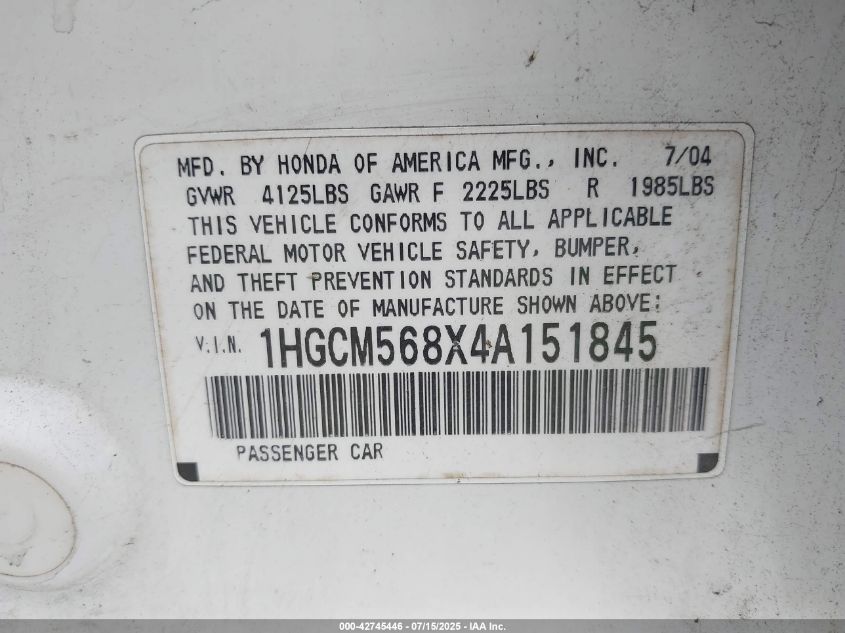 MFD. BY HONDA OF AMERICA MFG., INC. 7/04
GVWR 4125LBS GAWR F 2225LBS R 1985LBS
THIS VEHICLE CONFORMS TO ALL APPLICABLE
FEDERAL MOTOR VEHICLE SAFETY, BUMPER,
AND THEFT PREVENTION STANDARDS IN EFFECT
ON THE DATE OF MANUFACTURE SHOWN ABOVE:
V.I.N. 1HGCM568X4A151845
PASSENGER CAR
000-42745446 - 07/15/2025 - IAA Inc.